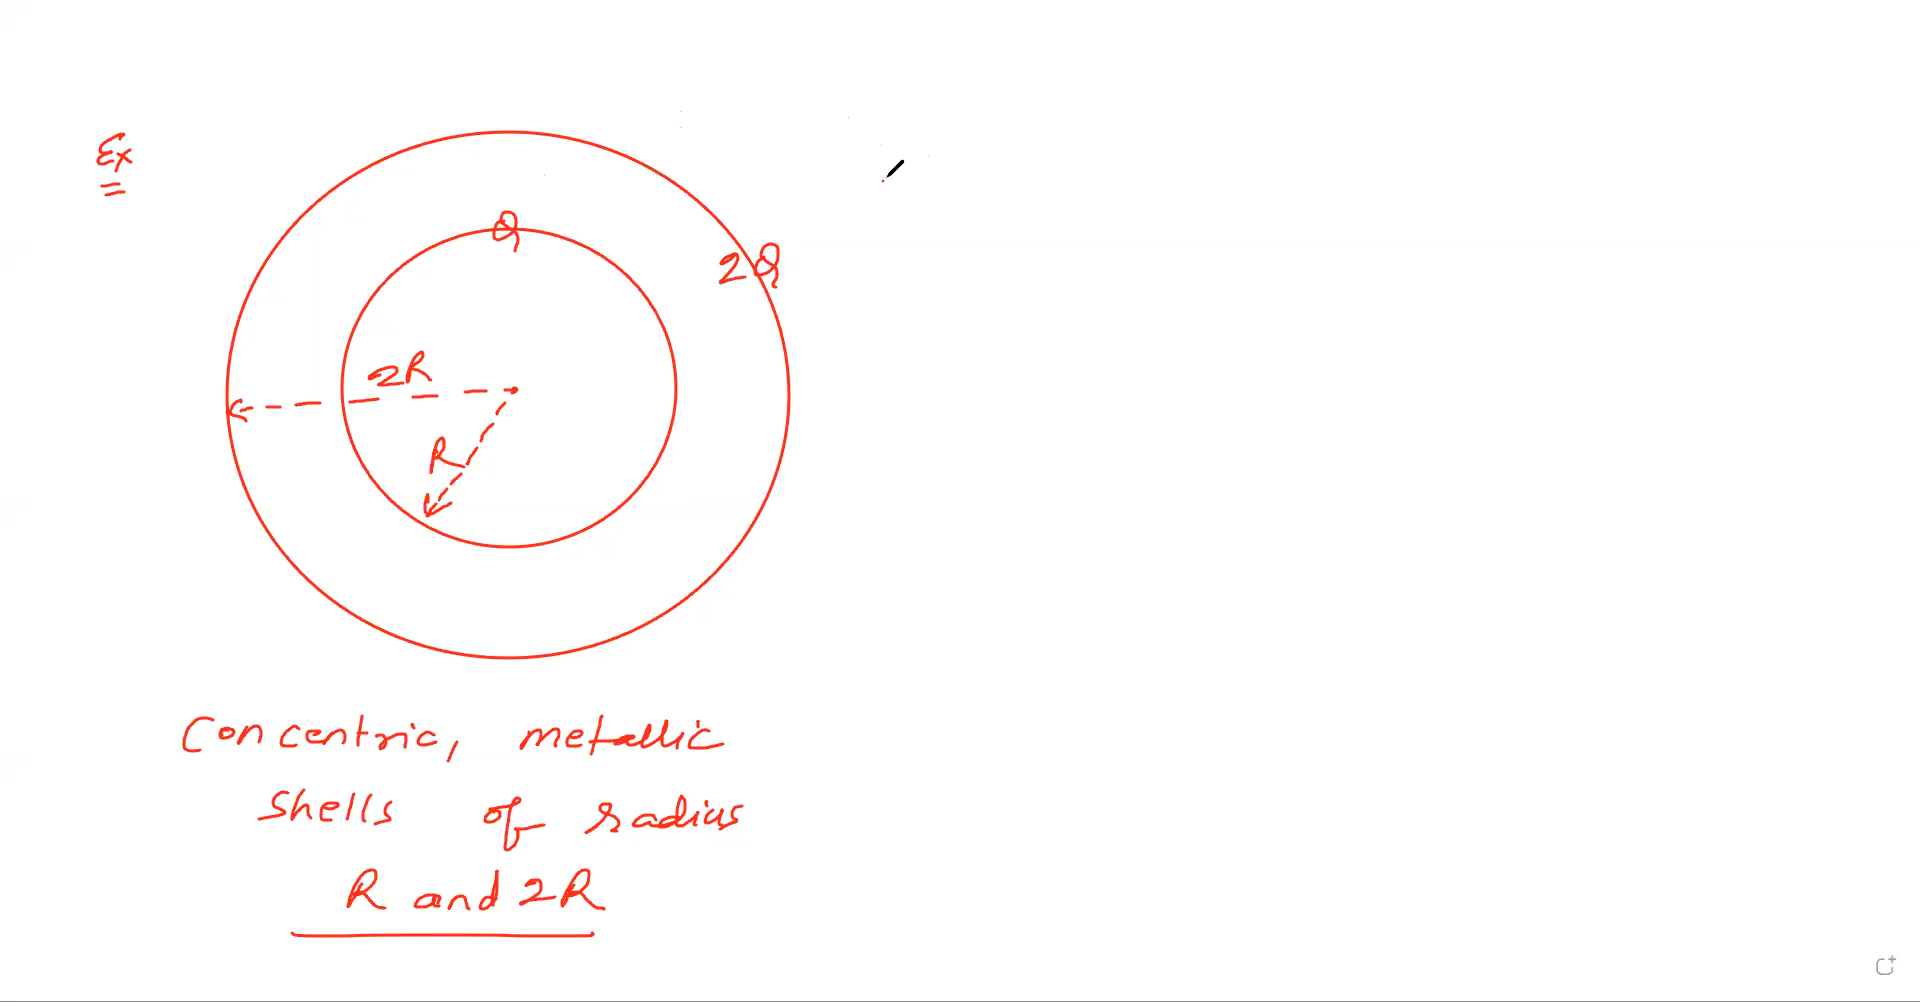 Ex
Q
2Q
2R
R
Concentric, metallic
shells of radius
R and 2R